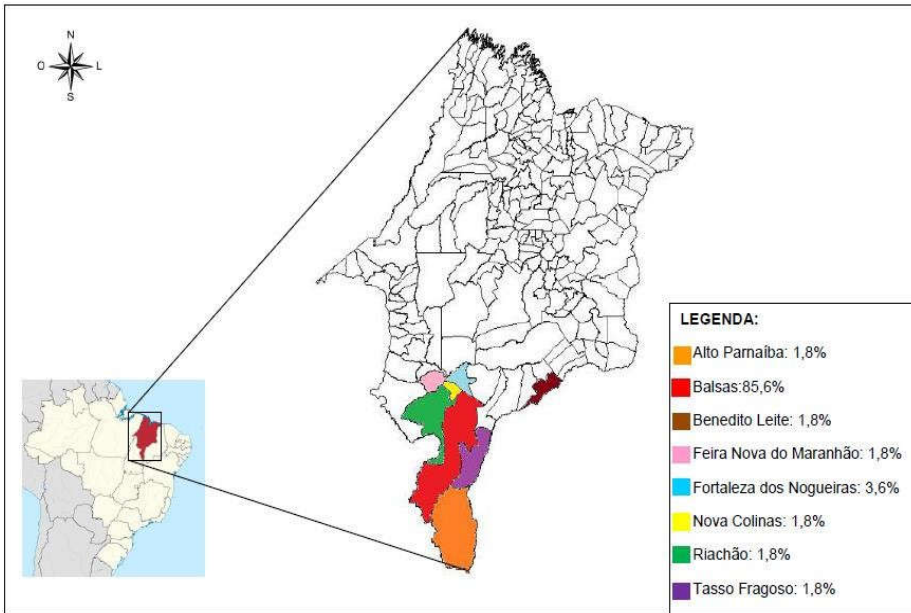 N
O L
S
LEGENDA:
Alto Parnaíba: 1,8%
Balsas:85,6%
Benedito Leite: 1,8%
Feira Nova do Maranhão: 1,8%
Fortaleza dos Nogueiras: 3,6%
Nova Colinas: 1,8%
Riachão: 1,8%
Tasso Fragoso: 1,8%